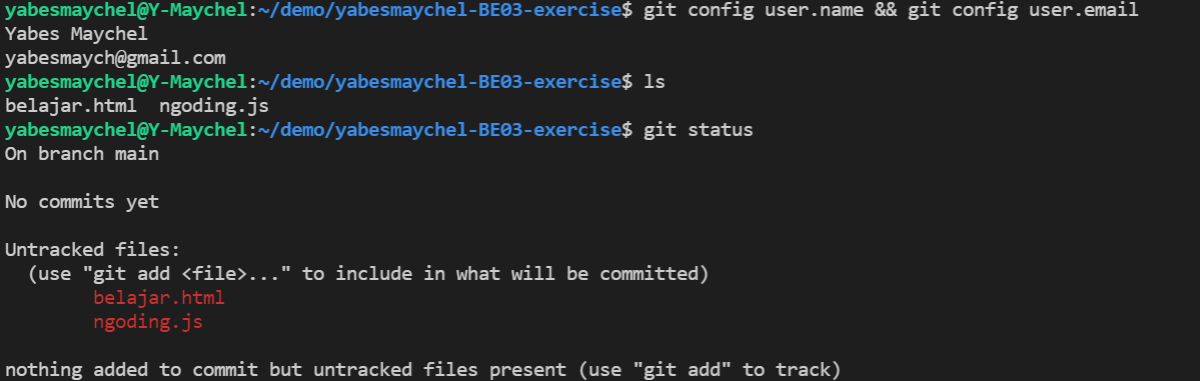 yabesmaychel@Y-Maychel:~/demo/yabesmaychel-BE03-exercise$ git config user.name && git config user.email
Yabes Maychel
yabesmaych@gmail.com
yabesmaychel@Y-Maychel:~/demo/yabesmaychel-BE03-exercise$ ls
belajar.html  ngoding.js
yabesmaychel@Y-Maychel:~/demo/yabesmaychel-BE03-exercise$ git status
On branch main
No commits yet
Untracked files:
  (use "git add <file>..." to include in what will be committed)
        belajar.html
        ngoding.js
nothing added to commit but untracked files present (use "git add" to track)